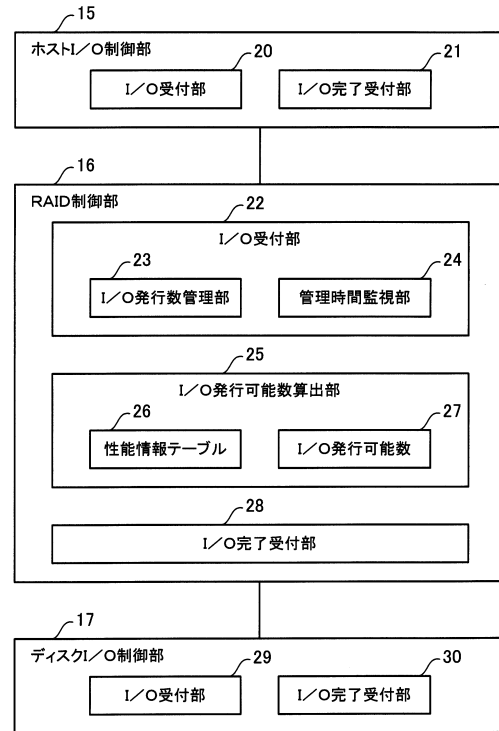 15
ホストI／O制御部
20
21
I／O受付部
I／O完了受付部
16
RAID制御部
22
I／O受付部
23
24
I／O発行数管理部
管理時間監視部
25
I／O発行可能数算出部
26
27
性能情報テーブル
I／O発行可能数
28
I／O完了受付部
17
ディスクI／O制御部
29
30
I／O受付部
I／O完了受付部